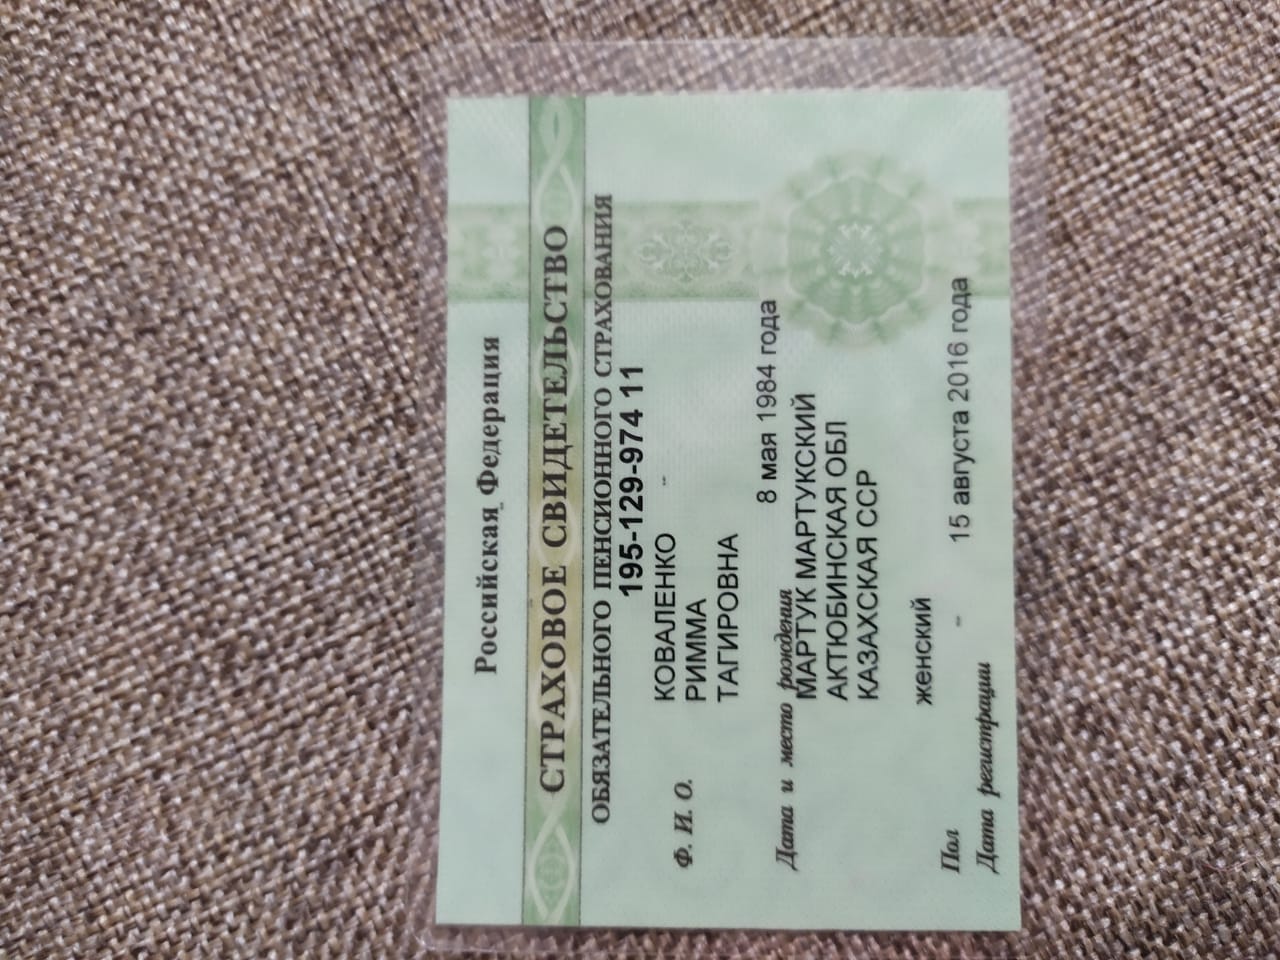 Российская Федерация
СТРАХОВОЕ СВИДЕТЕЛЬСТВО
ОБЯЗАТЕЛЬНОГО ПЕНСИОННОГО СТРАХОВАНИЯ
195-129-974 11
Ф. И. О. КОВАЛЕНКО
РИММА
ТАГИРОВНА
Дата и место рождения 8 мая 1984 года
МАРТУК МАРТУКСКИЙ
АКТЮБИНСКАЯ ОБЛ
КАЗАХСКАЯ ССР
Пол женский
Дата регистрации 15 августа 2016 года